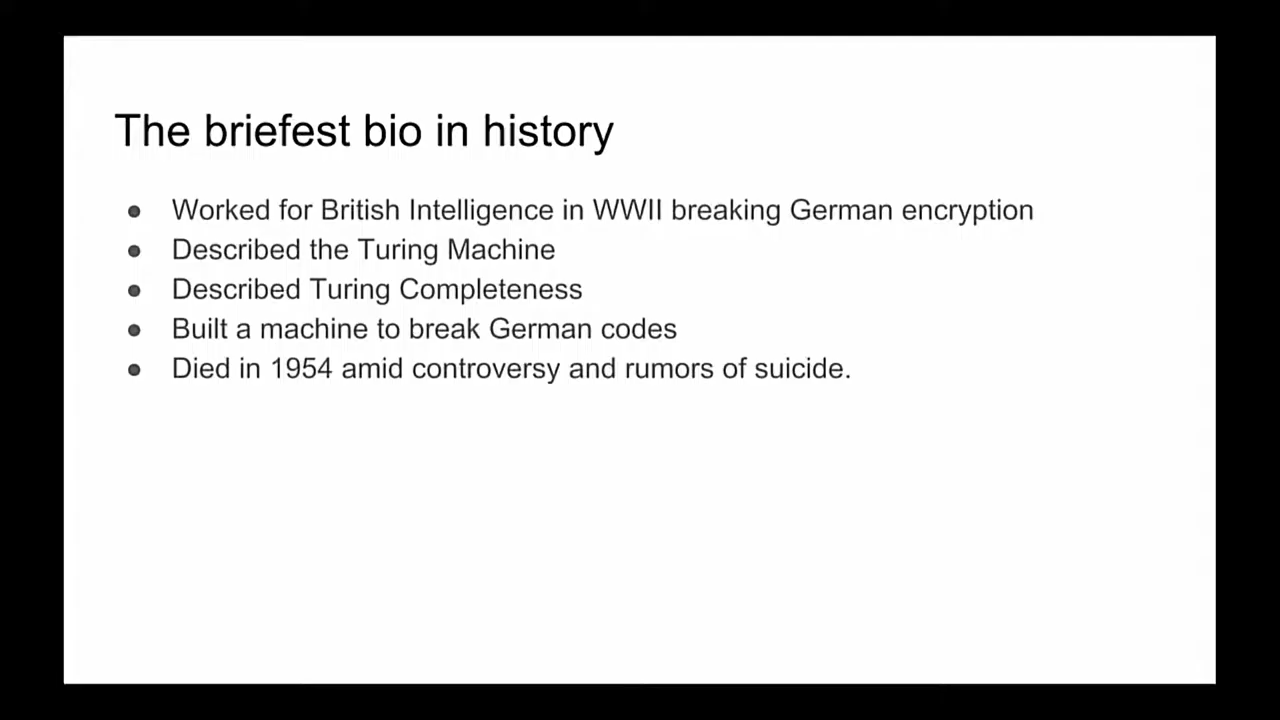 The briefest bio in history
● Worked for British Intelligence in WWII breaking German encryption
● Described the Turing Machine
● Described Turing Completeness
● Built a machine to break German codes
● Died in 1954 amid controversy and rumors of suicide.